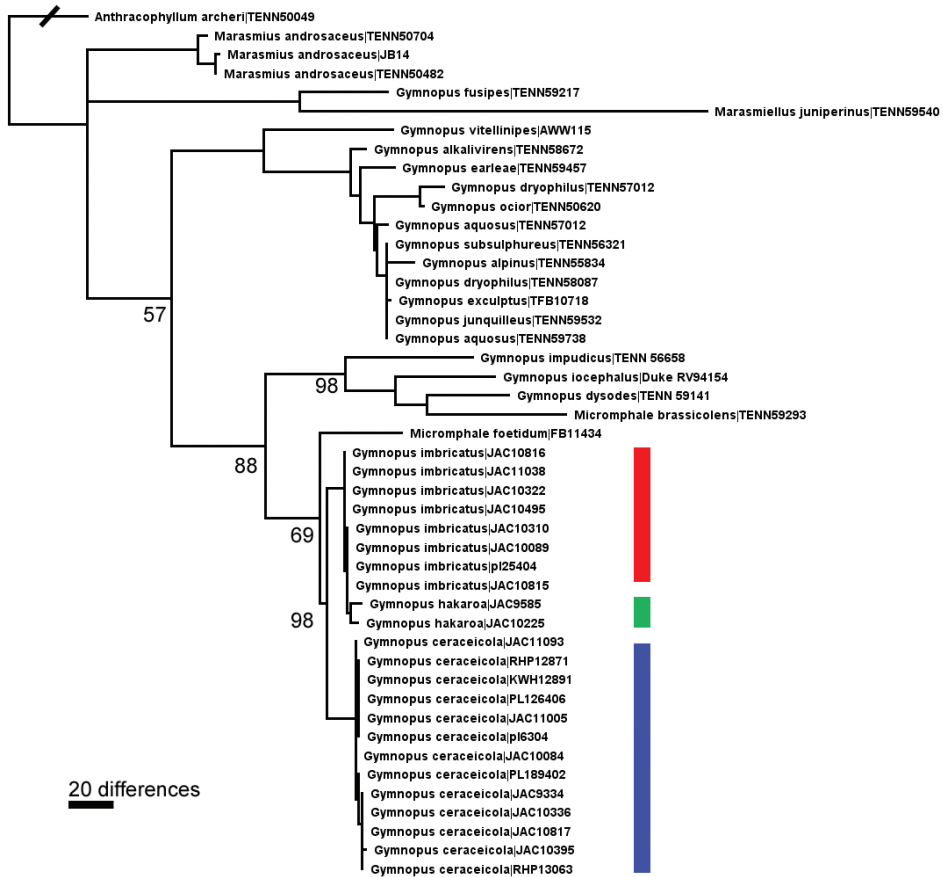 Anthracophyllum archeri|TENN50049
Marasmius androsaceus|TENN50704
Marasmius androsaceus|JB14
Marasmius androsaceus|TENN50482
Gymnopus fusipes|TENN59217
Marasmiellus juniperinus|TENN59540
Gymnopus vitellinipes|AWW115
Gymnopus alkalivirens|TENN58672
Gymnopus earleae|TENN59457
Gymnopus dryophilus|TENN57012
Gymnopus ocior|TENN50620
Gymnopus aquosus|TENN57012
Gymnopus subsulphureus|TENN56321
Gymnopus alpinus|TENN55834
Gymnopus dryophilus|TENN58087
Gymnopus exculptus|TFB10718
57
Gymnopus junquilleus|TENN59532
Gymnopus aquosus|TENN59738
Gymnopus impudicus|TENN 56658
98
Gymnopus iocephalus|Duke RV94154
Gymnopus dysodes|TENN 59141
Micromphale brassicolens|TENN59293
Micromphale foetidum|FB11434
Gymnopus imbricatus|JAC10816
88
Gymnopus imbricatus|JAC11038
Gymnopus imbricatus|JAC10322
Gymnopus imbricatus|JAC10495
69
Gymnopus imbricatus|JAC10310
Gymnopus imbricatus|JAC10089
Gymnopus imbricatus|pl25404
Gymnopus imbricatus|JAC10815
Gymnopus hakaroa|JAC9585
98
Gymnopus hakaroa|JAC10225
Gymnopus ceraceicola|JAC11093
Gymnopus ceraceicola|RHP12871
Gymnopus ceraceicola|KWH12891
Gymnopus ceraceicola|PL126406
Gymnopus ceraceicola|JAC11005
Gymnopus ceraceicola|pl6304
Gymnopus ceraceicola|JAC10084
Gymnopus ceraceicola|PL189402
20 differences
Gymnopus ceraceicola|JAC9334
Gymnopus ceraceicola|JAC10336
Gymnopus ceraceicola|JAC10817
Gymnopus ceraceicola|JAC10395
Gymnopus ceraceicola|RHP13063